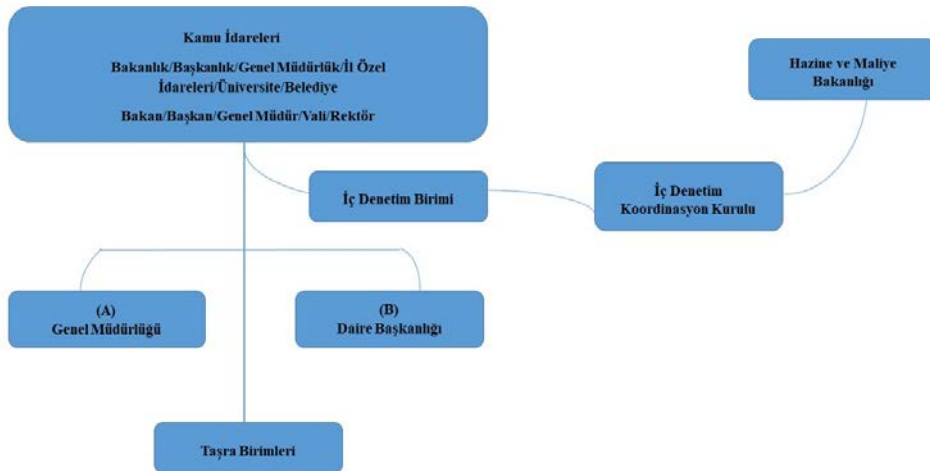 Kamu İdareleri
Bakanlık/Başkanlık/Genel Müdürlük/İl Özel
İdareleri/Üniversite/Belediye
Bakan/Başkan/Genel Müdür/Vali/Rektör
Hazine ve Maliye
Bakanlığı
İç Denetim Birimi
İç Denetim
Koordinasyon Kurulu
(A)
Genel Müdürlüğü
(B)
Daire Başkanlığı
Taşra Birimleri